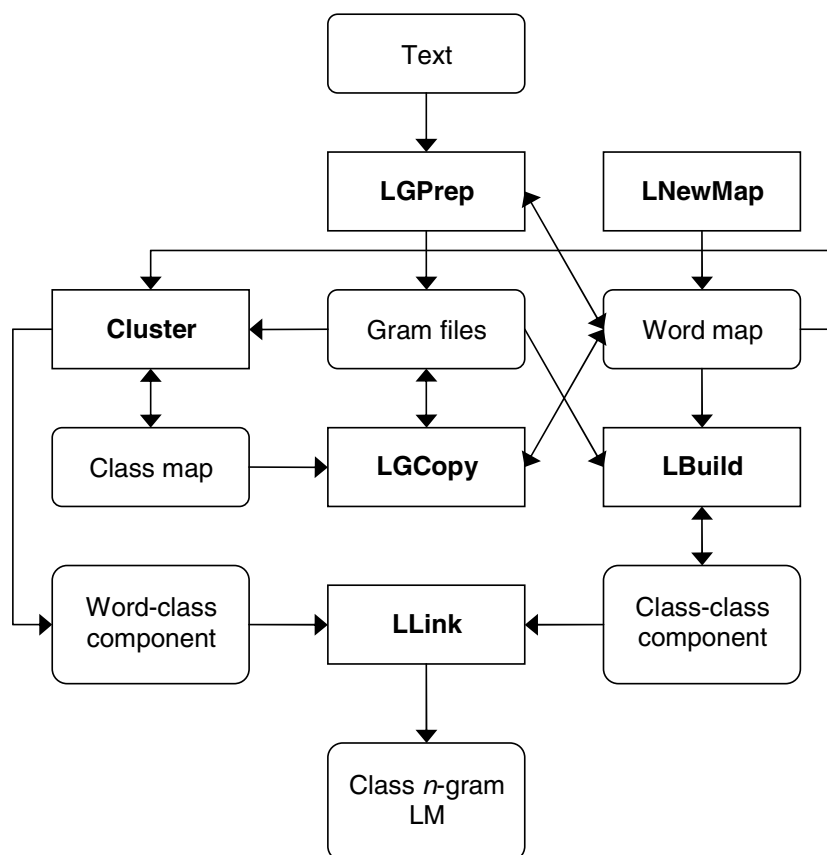 Text
LGPrep
LNewMap
Cluster
Gram files
Word map
Class map
LGCopy
LBuild
Word-class
component
LLink
Class-class
component
Class n-gram
LM